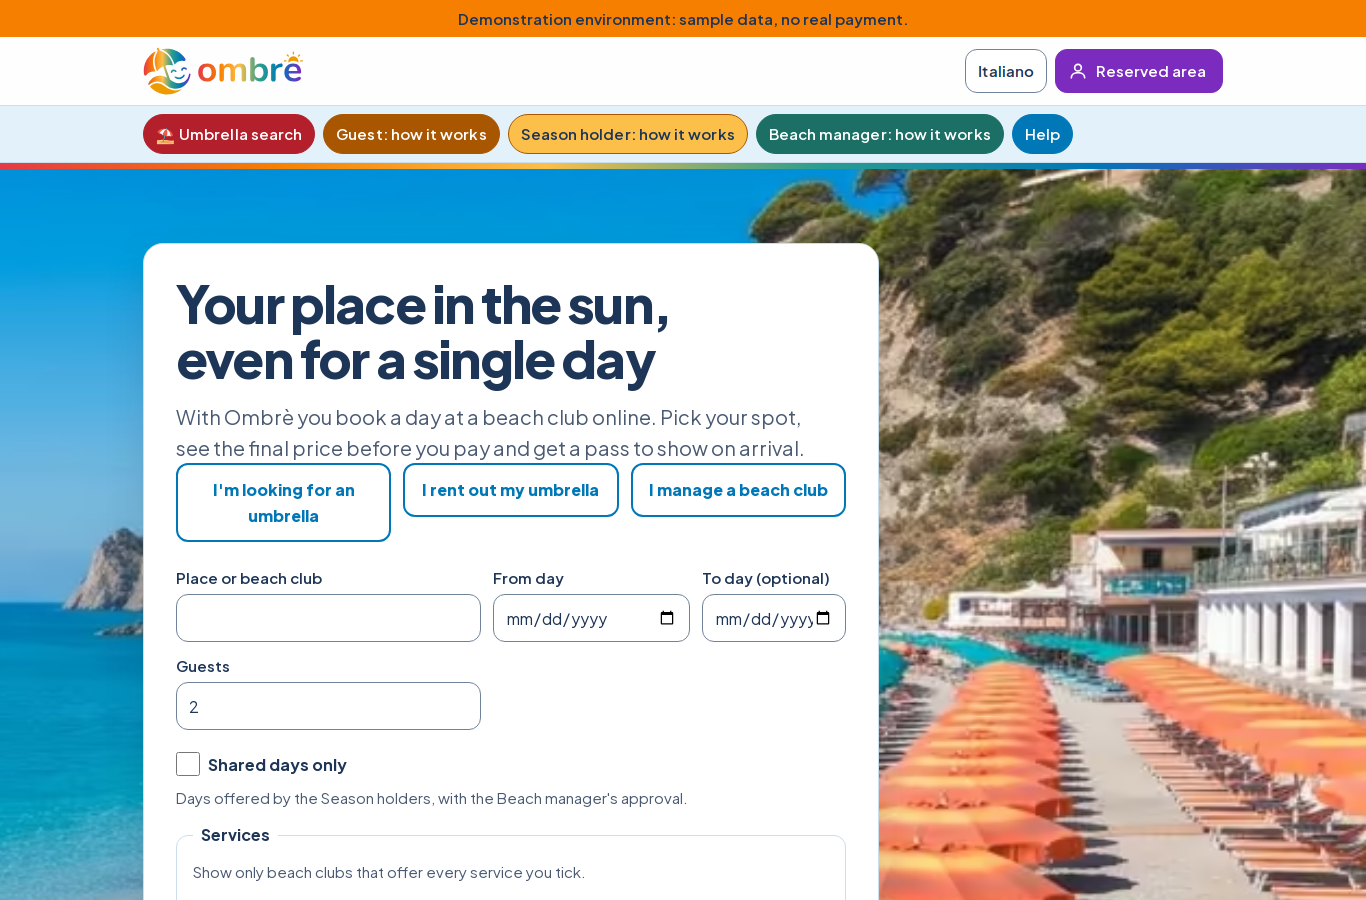 Demonstration environment: sample data, no real payment.
ombrè
Italiano
Reserved area
Umbrella search
Guest: how it works
Season holder: how it works
Beach manager: how it works
Help
Your place in the sun,
even for a single day
With Ombrè you book a day at a beach club online. Pick your spot,
see the final price before you pay and get a pass to show on arrival.
I'm looking for an
umbrella
I rent out my umbrella
I manage a beach club
Place or beach club
From day
To day (optional)
mm/dd/yyyy
mm/dd/yyyy
Guests
2
Shared days only
Days offered by the Season holders, with the Beach manager's approval.
Services
Show only beach clubs that offer every service you tick.